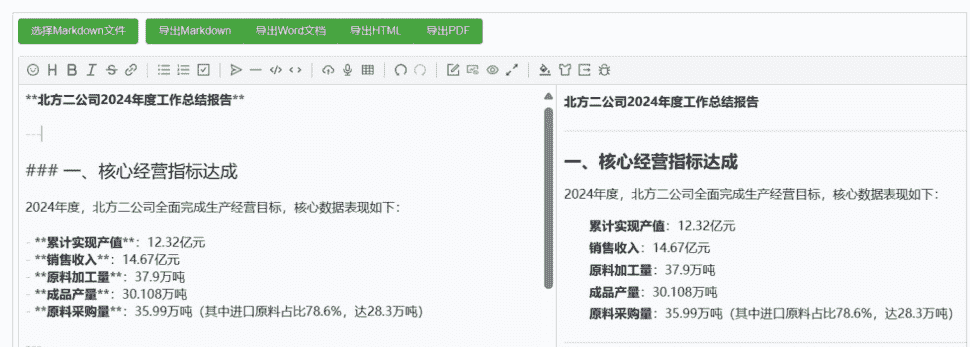 选择Markdown文件 导出Markdown 导出Word文档 导出HTML 导出PDF
**北方二公司2024年度工作总结报告**
---
### 一、核心经营指标达成
2024年度，北方二公司全面完成生产经营目标，核心数据表现如下：
- **累计实现产值**：12.32亿元
- **销售收入**：14.67亿元
- **原料加工量**：37.9万吨
- **成品产量**：30.108万吨
- **原料采购量**：35.99万吨（其中进口原料占比78.6%，达28.3万吨）
---
北方二公司2024年度工作总结报告
一、核心经营指标达成
2024年度，北方二公司全面完成生产经营目标，核心数据表现如下：
累计实现产值：12.32亿元
销售收入：14.67亿元
原料加工量：37.9万吨
成品产量：30.108万吨
原料采购量：35.99万吨（其中进口原料占比78.6%，达28.3万吨）